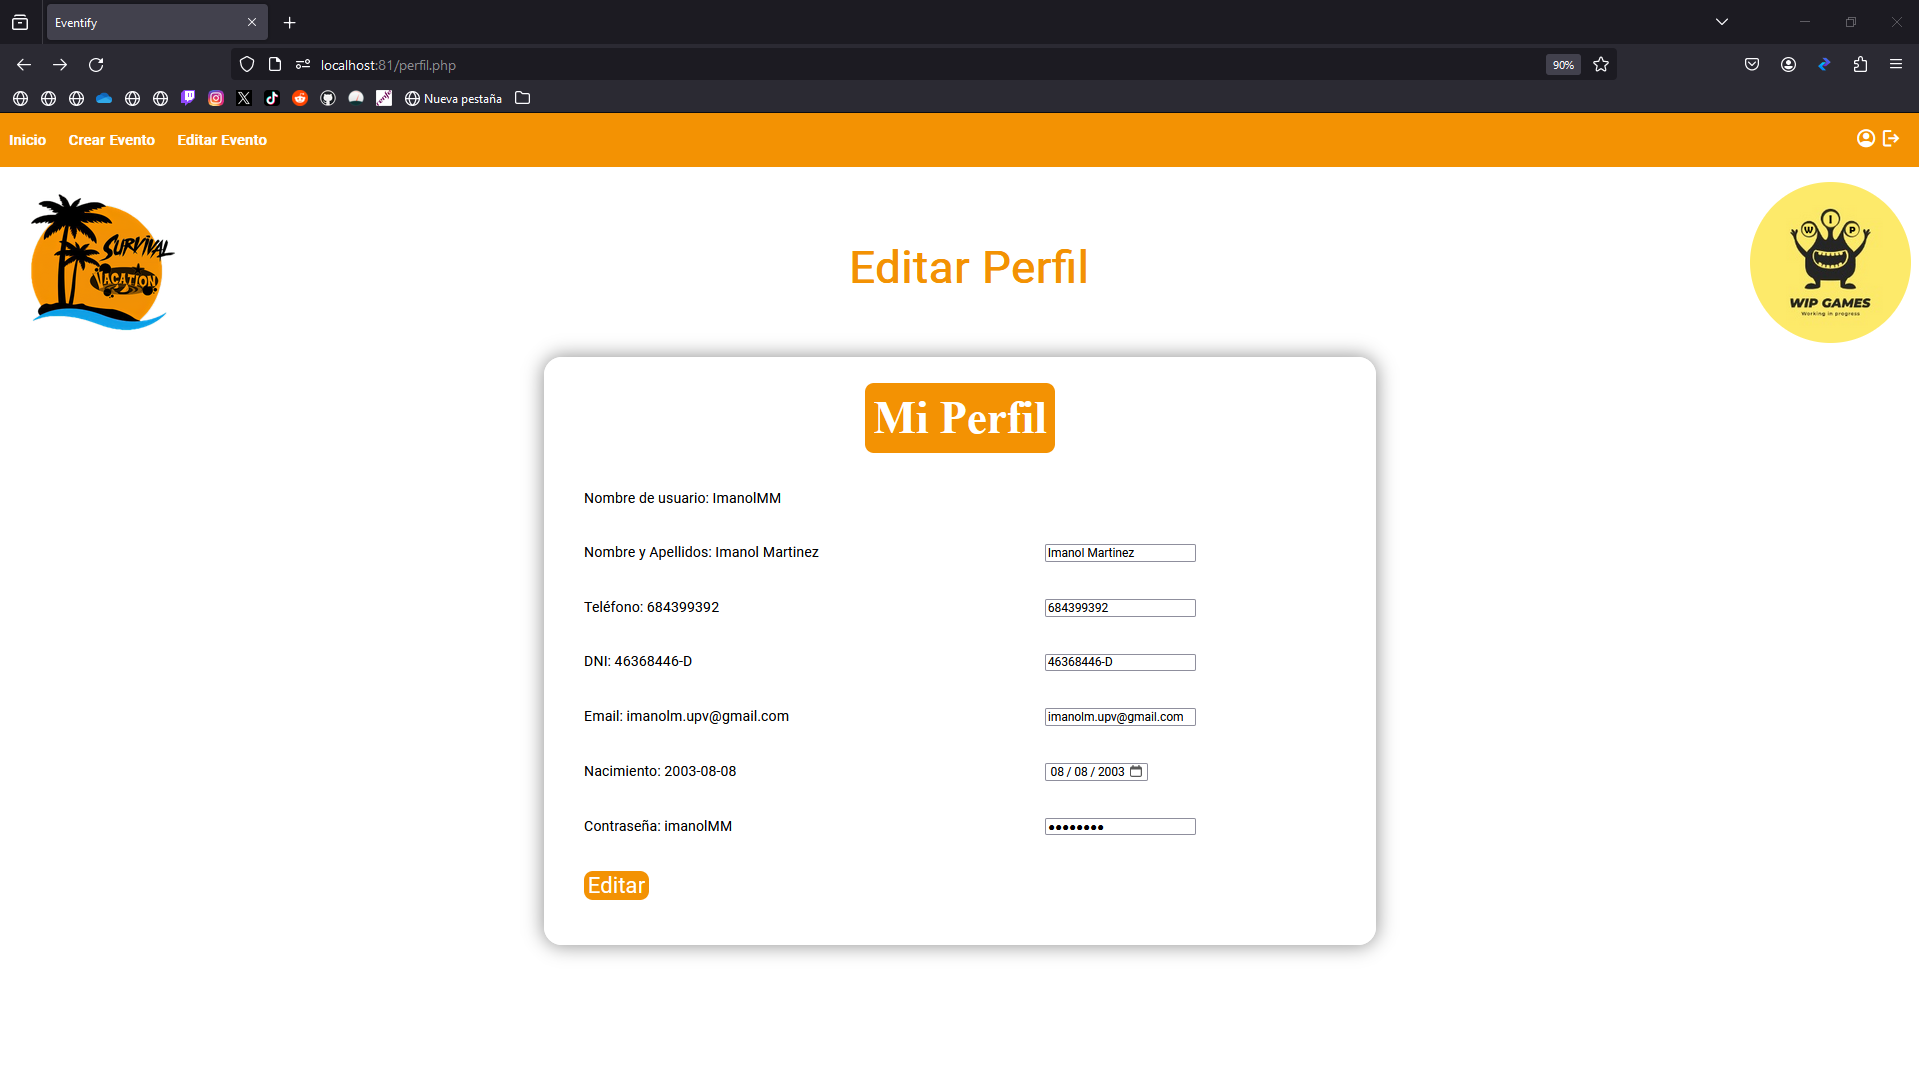 Eventify
localhost:81/perfil.php
90%
Nueva pestaña
Inicio Crear Evento Editar Evento
SURVIVAL
VACATION
Editar Perfil
W I P
WIP GAMES
Working in progress
Mi Perfil
Nombre de usuario: ImanolMM
Nombre y Apellidos: Imanol Martinez Imanol Martinez
Teléfono: 684399392 684399392
DNI: 46368446-D 46368446-D
Email: imanolm.upv@gmail.com imanolm.upv@gmail.com
Nacimiento: 2003-08-08 08 / 08 / 2003
Contraseña: imanolMM ●●●●●●●●
Editar